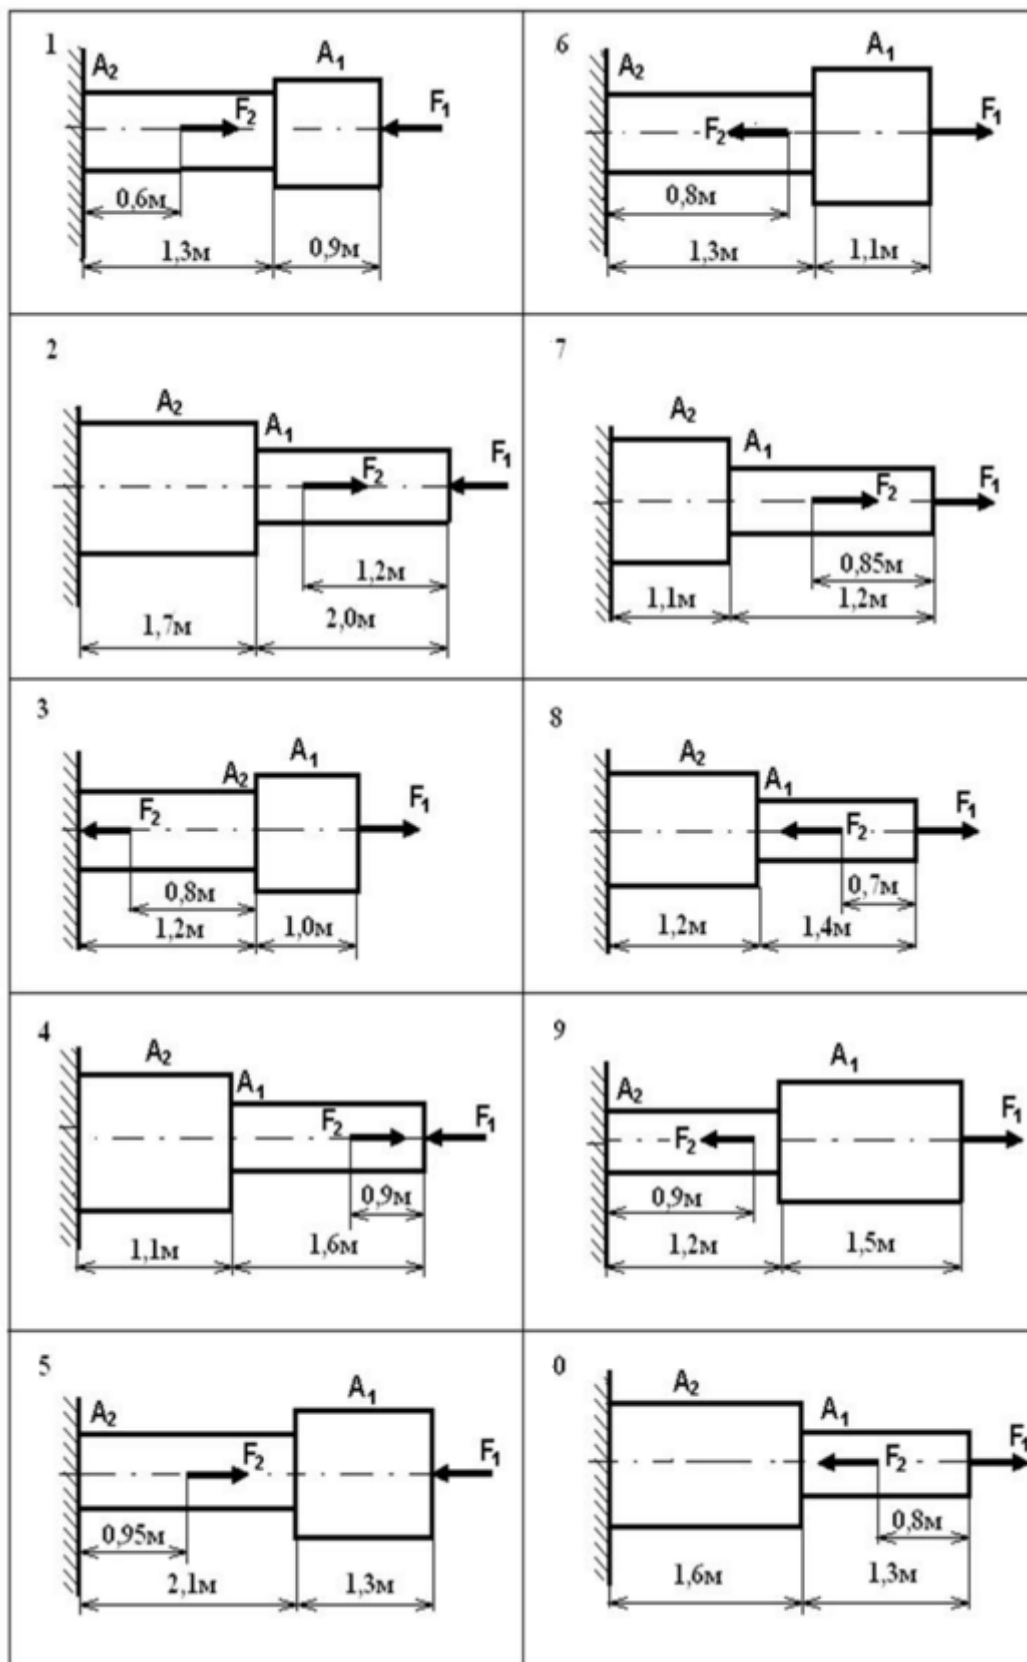 1
A₂
A₁
F₂
F₁
0,6м
1,3м
0,9м
6
A₂
A₁
F₂
F₁
0,8м
1,3м
1,1м
2
A₂
A₁
F₂
F₁
1,2м
1,7м
2,0м
7
A₂
A₁
F₂
F₁
0,85м
1,1м
1,2м
3
A₂
A₁
F₂
F₁
0,8м
1,2м
1,0м
8
A₂
A₁
F₂
F₁
0,7м
1,2м
1,4м
4
A₂
A₁
F₂
F₁
0,9м
1,1м
1,6м
9
A₂
A₁
F₂
F₁
0,9м
1,2м
1,5м
5
A₂
A₁
F₂
F₁
0,95м
2,1м
1,3м
0
A₂
A₁
F₂
F₁
0,8м
1,6м
1,3м